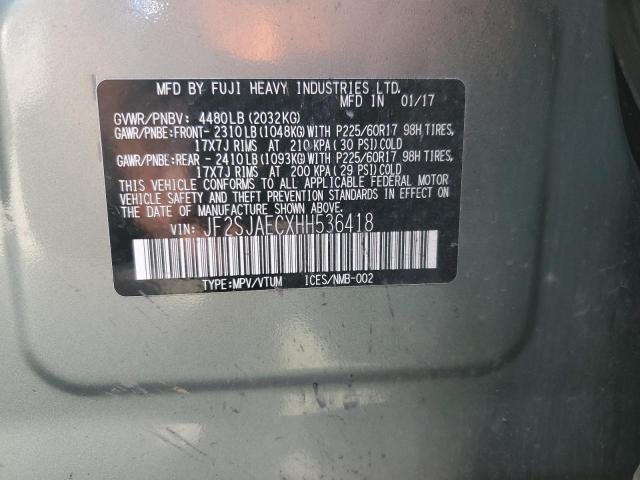 MFD BY FUJI HEAVY INDUSTRIES LTD.
MFD IN 01/17
GVWR/PNBV: 4480LB (2032KG)
GAWR/PNBE:FRONT- 2310LB (1048KG) WITH P225/60R17 98H TIRES,
17X7J RIMS AT 210 KPA (30 PSI) COLD
GAWR/PNBE:REAR - 2410LB (1093KG) WITH P225/60R17 98H TIRES,
17X7J RIMS AT 200 KPA (29 PSI) COLD
THIS VEHICLE CONFORMS TO ALL APPLICABLE FEDERAL MOTOR
VEHICLE SAFETY AND THEFT PREVENTION STANDARDS IN EFFECT ON
THE DATE OF MANUFACTURE SHOWN ABOVE.
VIN: JF2SJAECXHH536418
TYPE:MPV/VTUM ICES/NMB-002